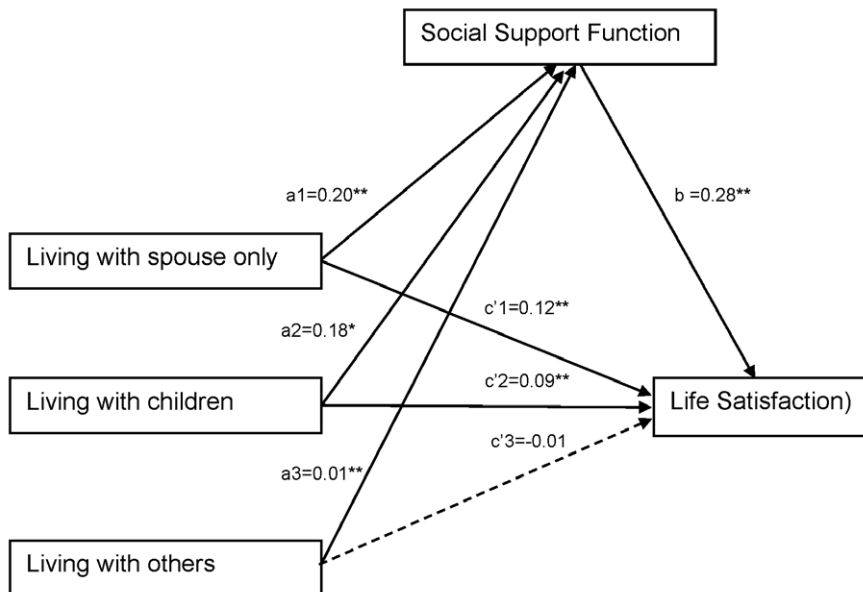 Social Support Function
a1=0.20**
b =0.28**
Living with spouse only
c'1=0.12**
a2=0.18*
c'2=0.09**
Living with children
Life Satisfaction)
c'3=-0.01
a3=0.01**
Living with others